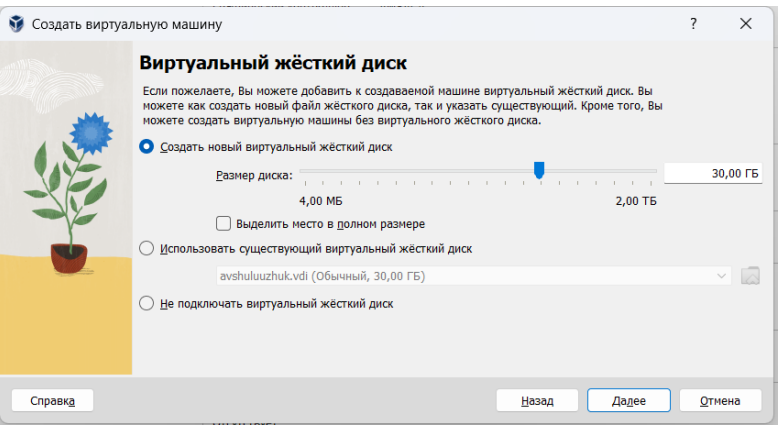 Создать виртуальную машину
?
Виртуальный жёсткий диск
Если пожелаете, Вы можете добавить к создаваемой машине виртуальный жёсткий диск. Вы
можете как создать новый файл жёсткого диска, так и указать существующий. Кроме того, Вы
можете создать виртуальную машины без виртуального жёсткого диска.
Создать новый виртуальный жёсткий диск
Размер диска:
30,00 ГБ
4,00 МБ
2,00 ТБ
Выделить место в полном размере
Использовать существующий виртуальный жёсткий диск
avshuluuzhuk.vdi (Обычный, 30,00 ГБ)
Не подключать виртуальный жёсткий диск
Справка
Назад
Далее
Отмена